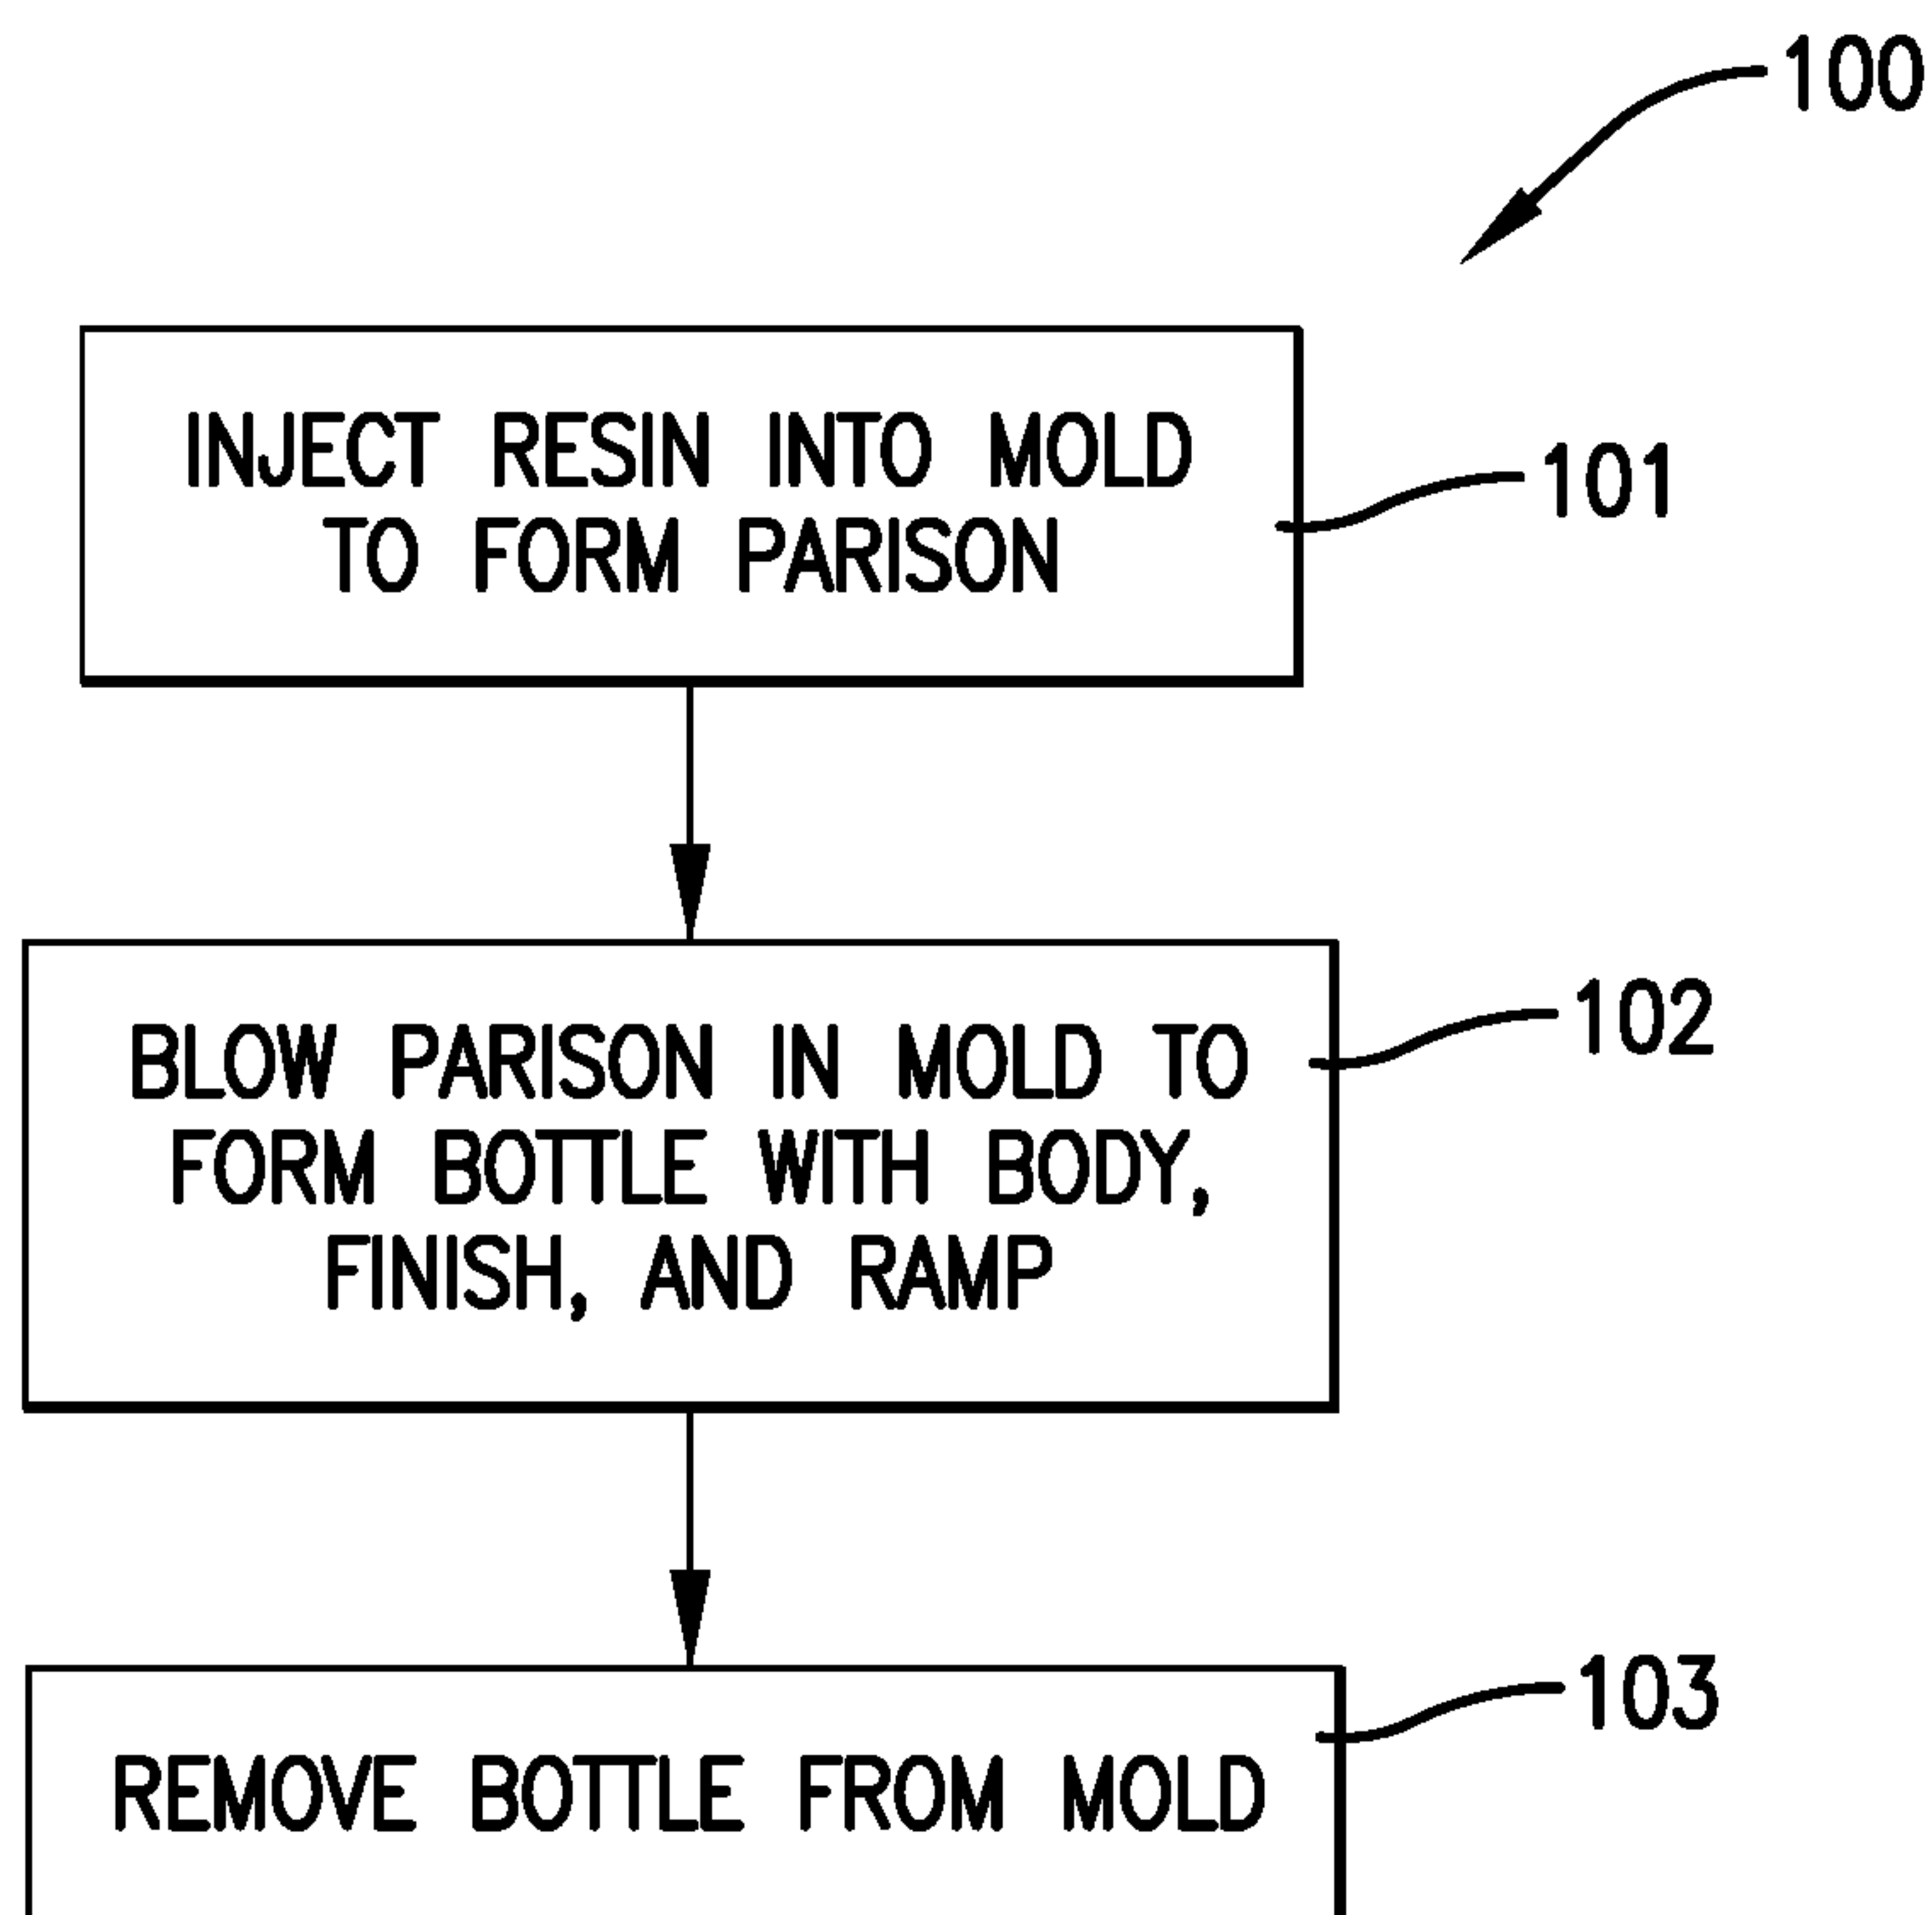 100
INJECT RESIN INTO MOLD
TO FORM PARISON
101
BLOW PARISON IN MOLD TO
FORM BOTTLE WITH BODY,
FINISH, AND RAMP
102
REMOVE BOTTLE FROM MOLD
103